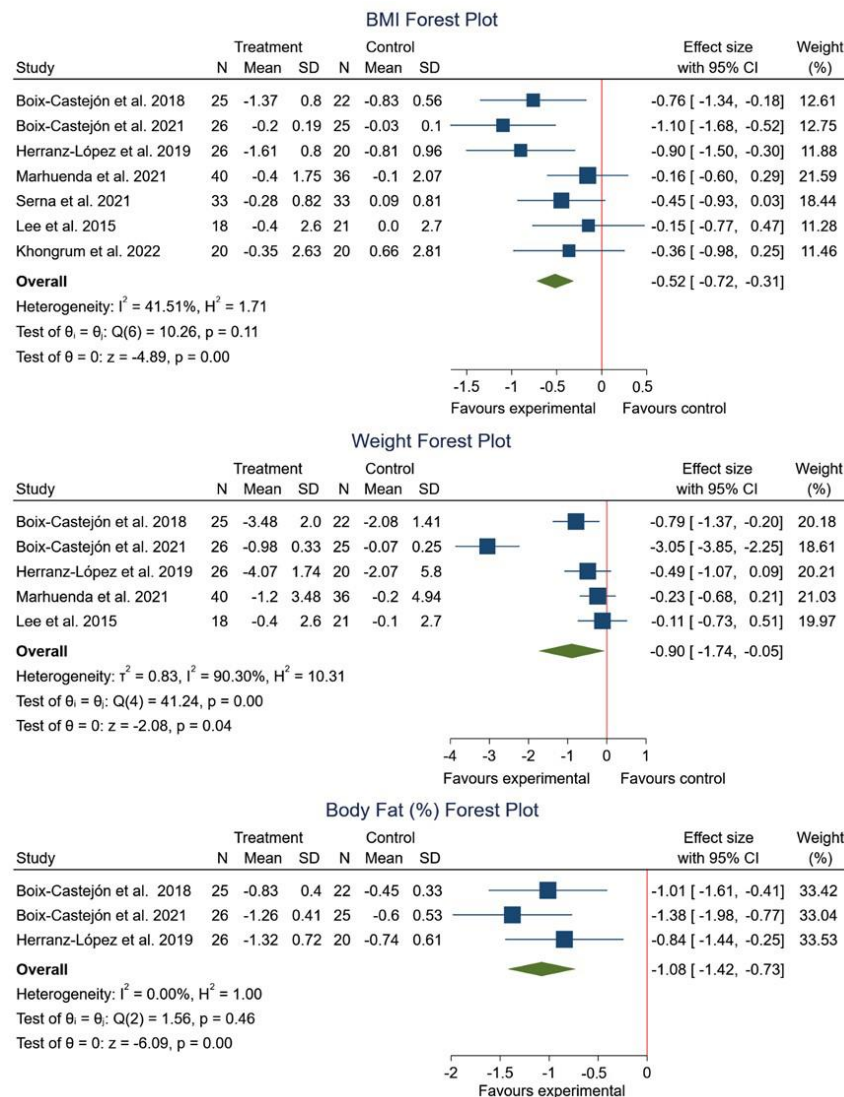 BMI Forest Plot
Treatment Control Effect size Weight
Study N Mean SD N Mean SD with 95% CI (%)
Boix-Castejón et al. 2018 25 -1.37 0.8 22 -0.83 0.56 -0.76 [ -1.34, -0.18] 12.61
Boix-Castejón et al. 2021 26 -0.2 0.19 25 -0.03 0.1 -1.10 [ -1.68, -0.52] 12.75
Herranz-López et al. 2019 26 -1.61 0.8 20 -0.81 0.96 -0.90 [ -1.50, -0.30] 11.88
Marhuenda et al. 2021 40 -0.4 1.75 36 -0.1 2.07 -0.16 [ -0.60, 0.29] 21.59
Serna et al. 2021 33 -0.28 0.82 33 0.09 0.81 -0.45 [ -0.93, 0.03] 18.44
Lee et al. 2015 18 -0.4 2.6 21 0.0 2.7 -0.15 [ -0.77, 0.47] 11.28
Khongrum et al. 2022 20 -0.35 2.63 20 0.66 2.81 -0.36 [ -0.98, 0.25] 11.46
Overall -0.52 [ -0.72, -0.31]
Heterogeneity: I² = 41.51%, H² = 1.71
Test of θᵢ = θⱼ: Q(6) = 10.26, p = 0.11
Test of θ = 0: z = -4.89, p = 0.00
-1.5 -1 -0.5 0 0.5
Favours experimental Favours control
Weight Forest Plot
Treatment Control Effect size Weight
Study N Mean SD N Mean SD with 95% CI (%)
Boix-Castejón et al. 2018 25 -3.48 2.0 22 -2.08 1.41 -0.79 [ -1.37, -0.20] 20.18
Boix-Castejón et al. 2021 26 -0.98 0.33 25 -0.07 0.25 -3.05 [ -3.85, -2.25] 18.61
Herranz-López et al. 2019 26 -4.07 1.74 20 -2.07 5.8 -0.49 [ -1.07, 0.09] 20.21
Marhuenda et al. 2021 40 -1.2 3.48 36 -0.2 4.94 -0.23 [ -0.68, 0.21] 21.03
Lee et al. 2015 18 -0.4 2.6 21 -0.1 2.7 -0.11 [ -0.73, 0.51] 19.97
Overall -0.90 [ -1.74, -0.05]
Heterogeneity: τ² = 0.83, I² = 90.30%, H² = 10.31
Test of θᵢ = θⱼ: Q(4) = 41.24, p = 0.00
Test of θ = 0: z = -2.08, p = 0.04
-4 -3 -2 -1 0 1
Favours experimental Favours control
Body Fat (%) Forest Plot
Treatment Control Effect size Weight
Study N Mean SD N Mean SD with 95% CI (%)
Boix-Castejón et al. 2018 25 -0.83 0.4 22 -0.45 0.33 -1.01 [ -1.61, -0.41] 33.42
Boix-Castejón et al. 2021 26 -1.26 0.41 25 -0.6 0.53 -1.38 [ -1.98, -0.77] 33.04
Herranz-López et al. 2019 26 -1.32 0.72 20 -0.74 0.61 -0.84 [ -1.44, -0.25] 33.53
Overall -1.08 [ -1.42, -0.73]
Heterogeneity: I² = 0.00%, H² = 1.00
Test of θᵢ = θⱼ: Q(2) = 1.56, p = 0.46
Test of θ = 0: z = -6.09, p = 0.00
-2 -1.5 -1 -.5 0
Favours experimental